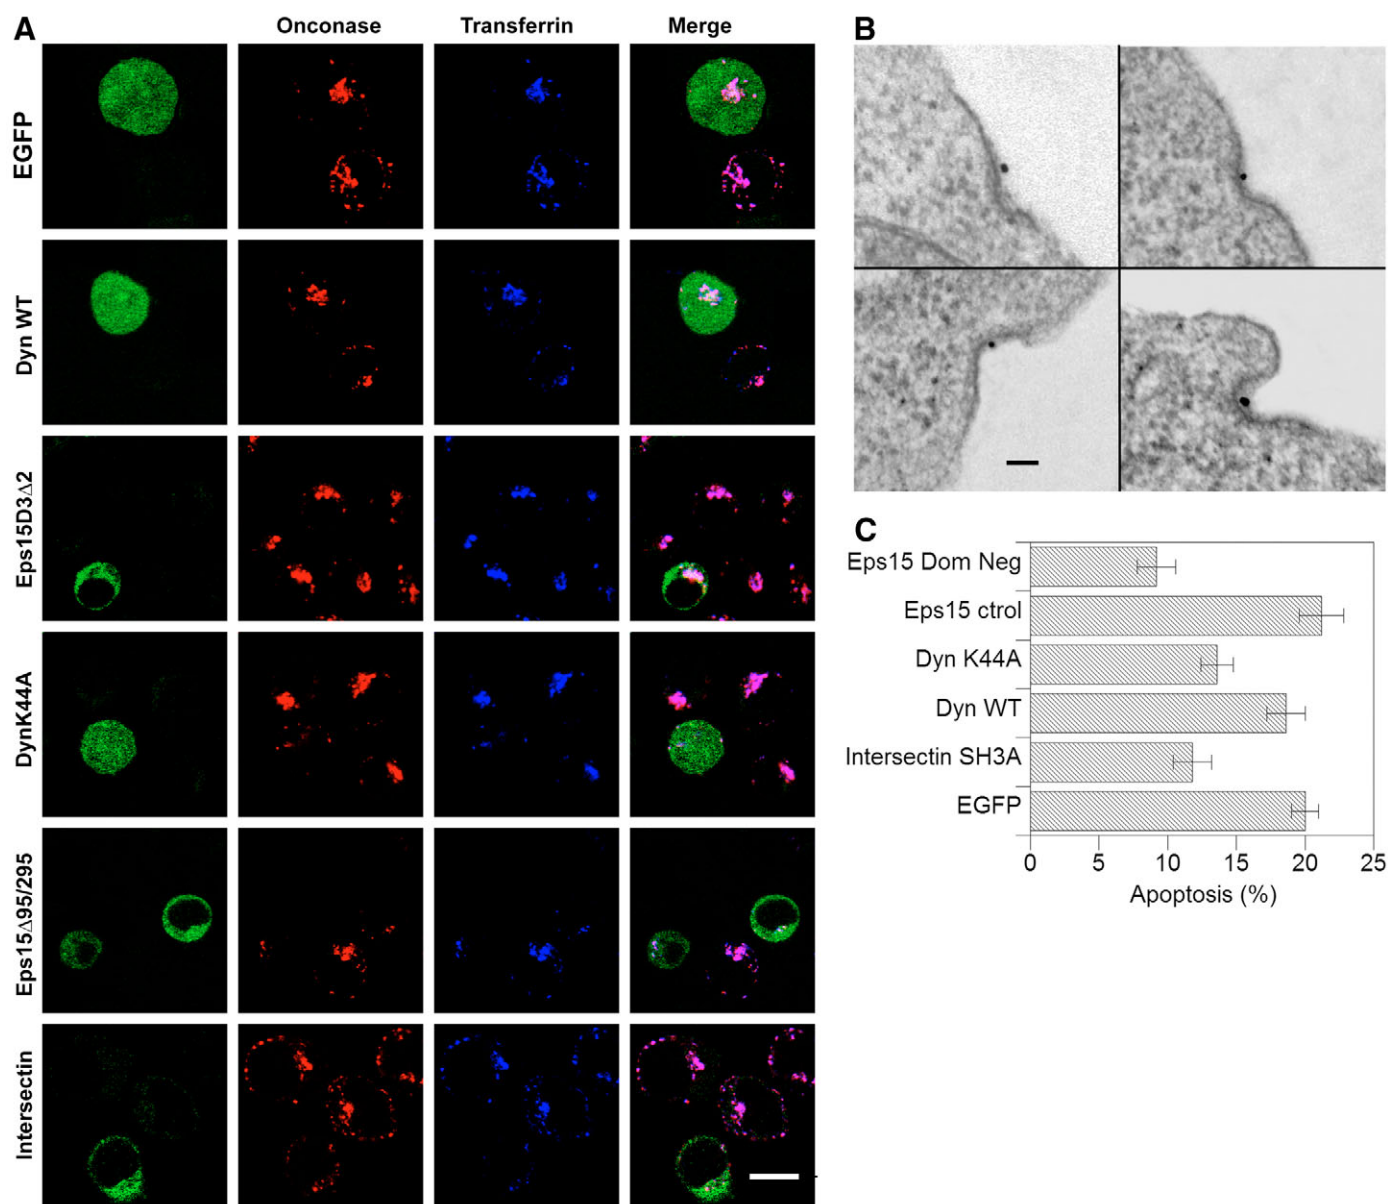 A
Onconase Transferrin Merge
EGFP
Dyn WT
Eps15D3Δ2
DynK44A
Eps15Δ95/295
Intersectin
B
C
Eps15 Dom Neg
Eps15 ctrol
Dyn K44A
Dyn WT
Intersectin SH3A
EGFP
0 5 10 15 20 25
Apoptosis (%)